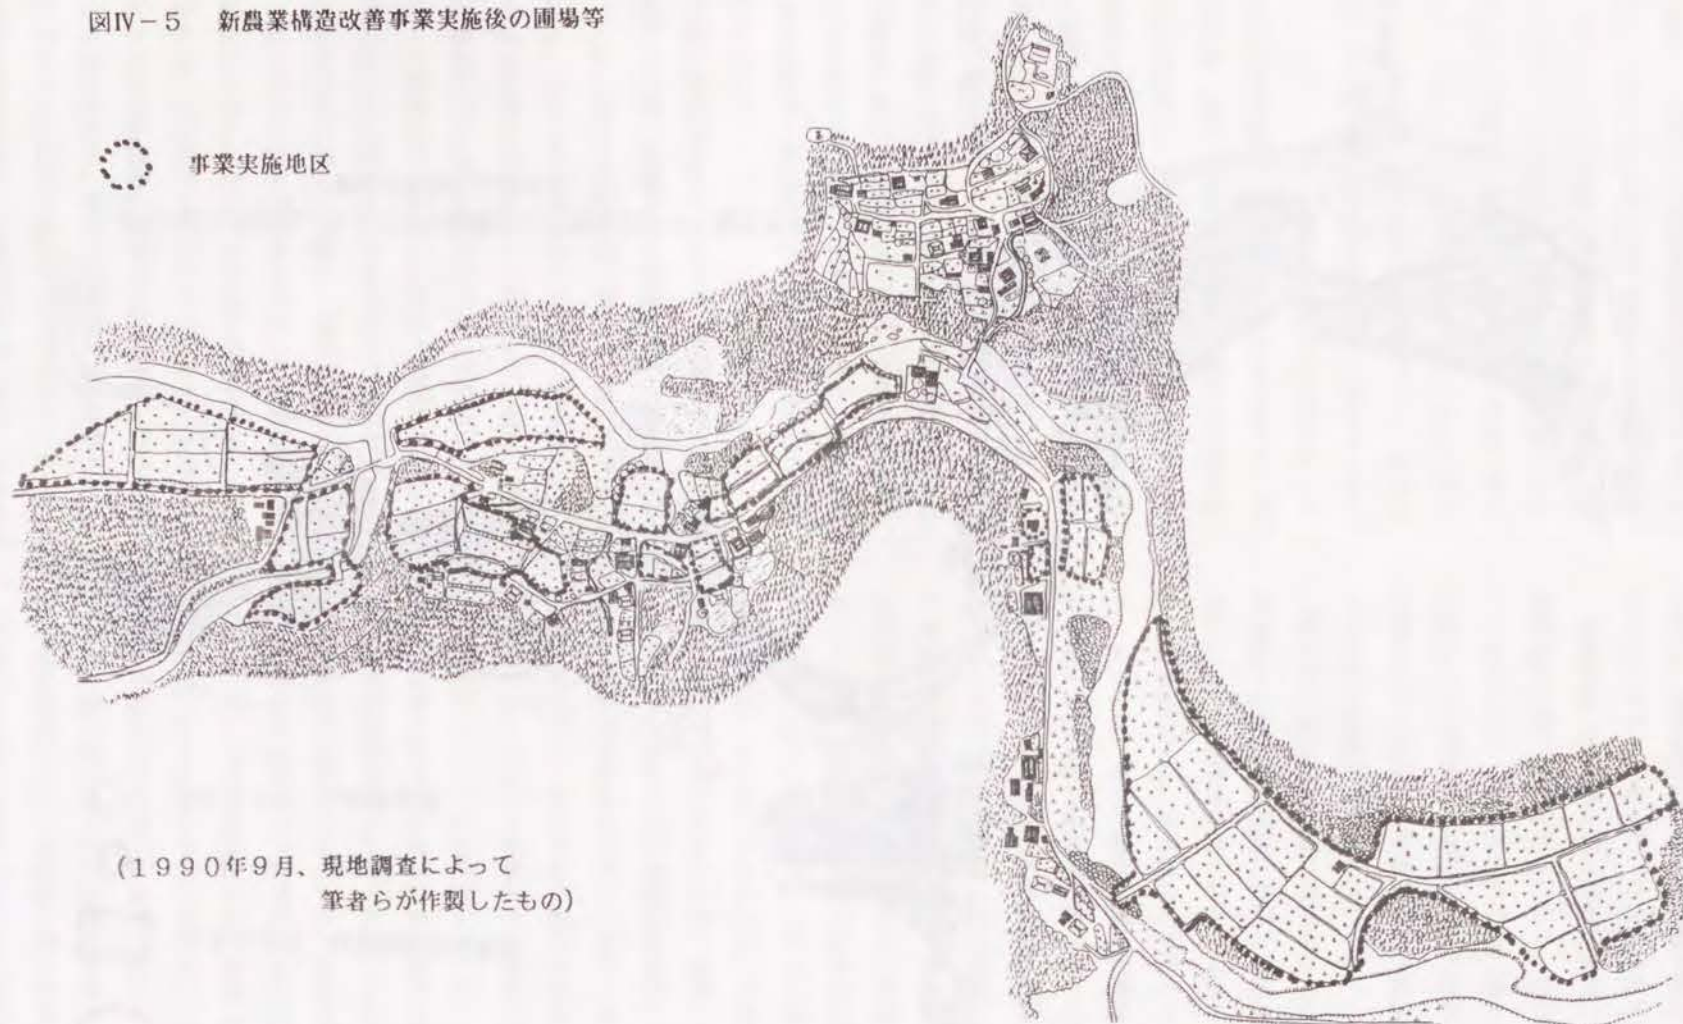 図Ⅳ－5　新農業構造改善事業実施後の圃場等
事業実施地区
(1990年9月、現地調査によって
筆者らが作製したもの)